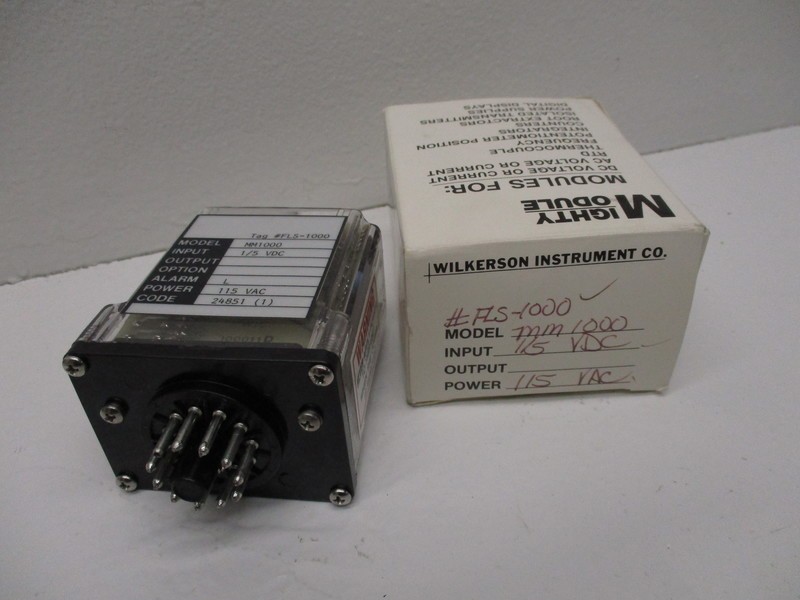 Tag #FLS-1000
MODEL MM1000
INPUT 1/5 VDC
OUTPUT
OPTION
ALARM L
POWER 115 VAC
CODE 24851 (1)
MIGHTY
MODULE
MODULES FOR:
DC VOLTAGE OR CURRENT
AC VOLTAGE OR CURRENT
RTD
THERMOCOUPLE
POTENTIOMETER POSITION
FREQUENCY
INTEGRATORS
COUNTERS
ROOT EXTRACTORS
ISOLATED TRANSMITTERS
POWER SUPPLIES
DIGITAL DISPLAYS
WILKERSON INSTRUMENT CO.
#FLS-1000
MODEL mm1000
INPUT 1/5 VDC
OUTPUT
POWER 115 VAC